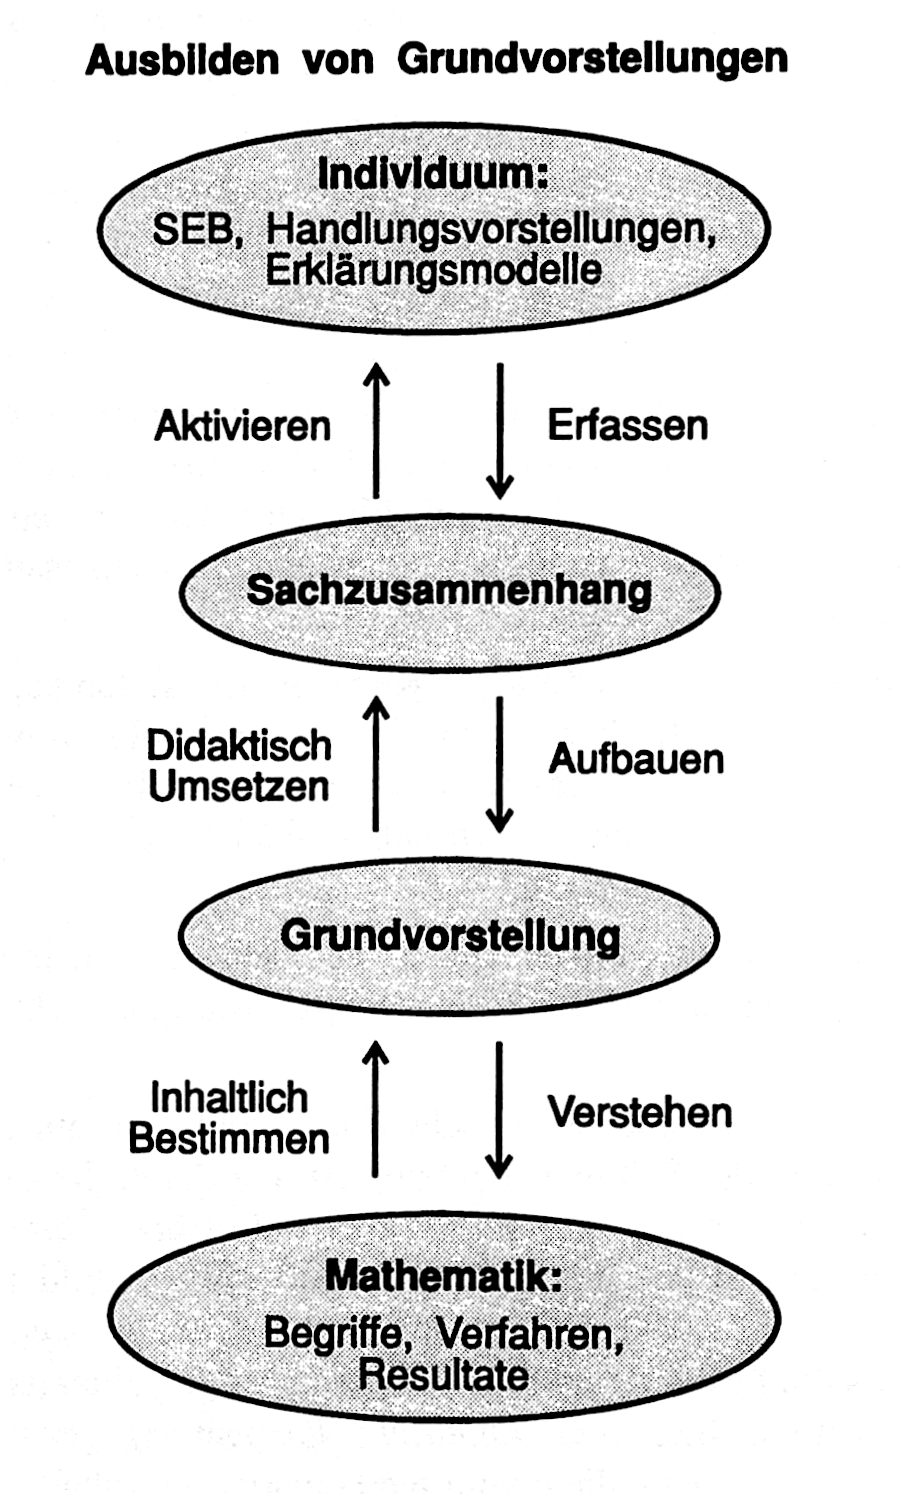 Ausbilden von Grundvorstellungen
Individuum:
SEB, Handlungsvorstellungen,
Erklärungsmodelle
Aktivieren
Erfassen
Sachzusammenhang
Didaktisch
Umsetzen
Aufbauen
Grundvorstellung
Inhaltlich
Bestimmen
Verstehen
Mathematik:
Begriffe, Verfahren,
Resultate